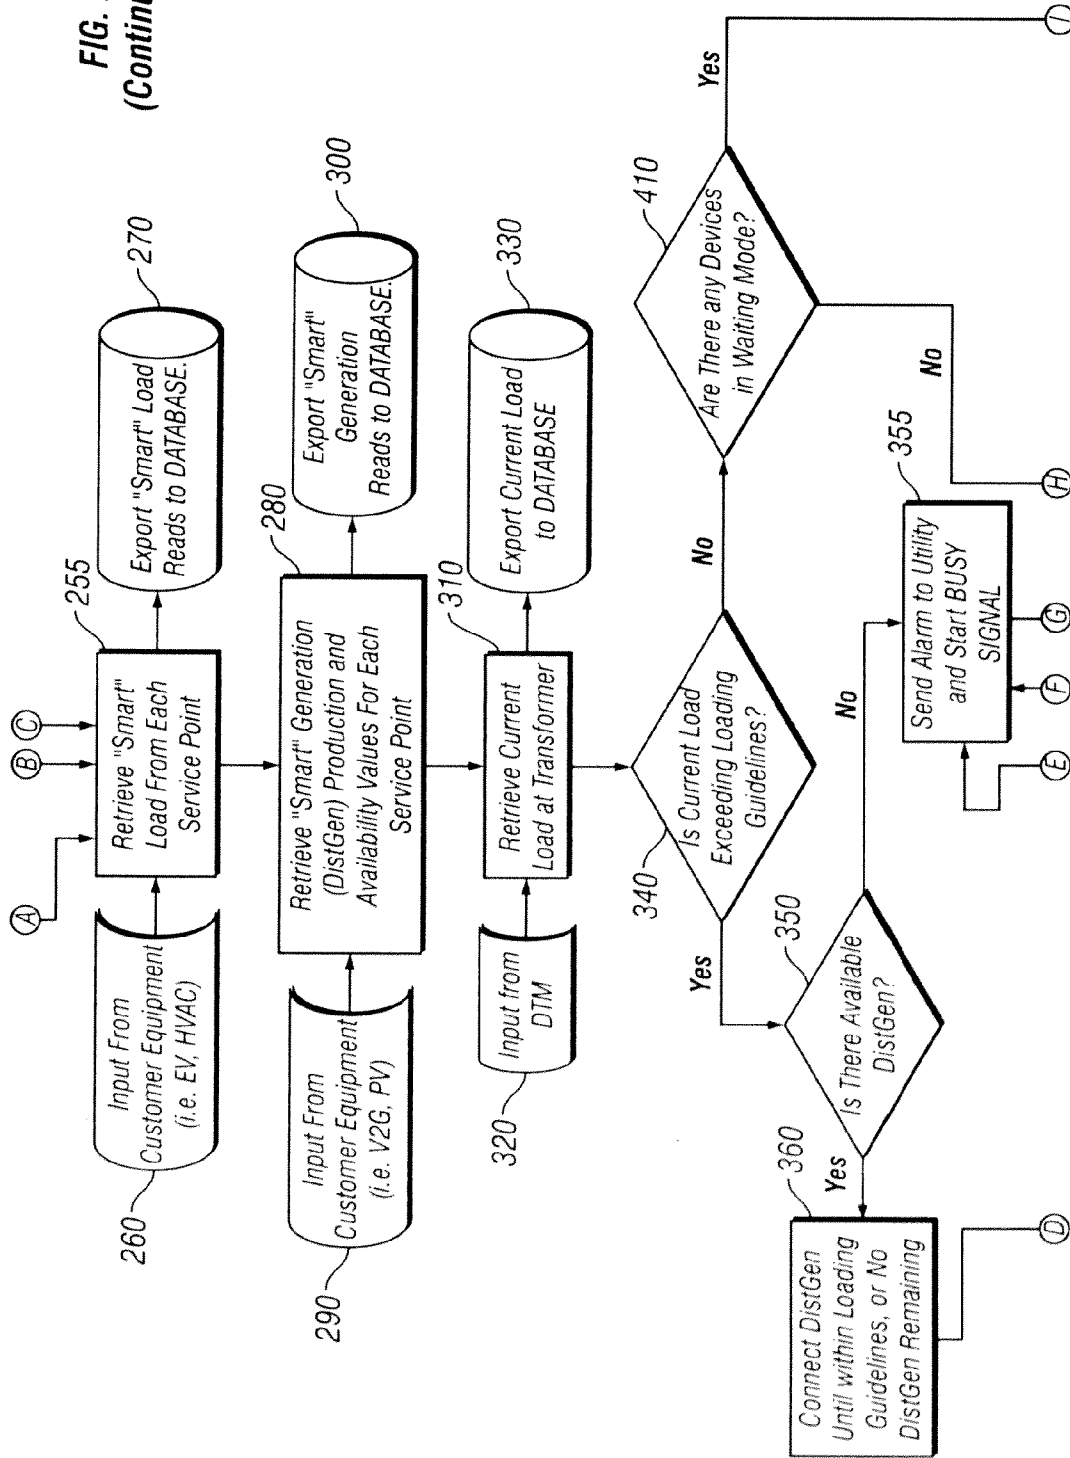 FIG.
(Continu
A
B
C
260
Input From
Customer Equipment
(i.e. EV, HVAC)
255
Retrieve "Smart"
Load From Each
Service Point
270
Export "Smart" Load
Reads to DATABASE.
290
Input From
Customer Equipment
(i.e. V2G, PV)
280
Retrieve "Smart" Generation
(DistGen) Production and
Availability Values For Each
Service Point
300
Export "Smart"
Generation
Reads to DATABASE.
320
Input from
DTM
310
Retrieve Current
Load at Transformer
330
Export Current Load
to DATABASE
340
Is Current Load
Exceeding Loading
Guidelines?
Yes
No
410
Are There any Devices
in Waiting Mode?
Yes
No
350
Is There Available
DistGen?
Yes
No
360
Connect DistGen
Until within Loading
Guidelines, or No
DistGen Remaining
355
Send Alarm to Utility
and Start BUSY
SIGNAL
D
E
F
G
H
I